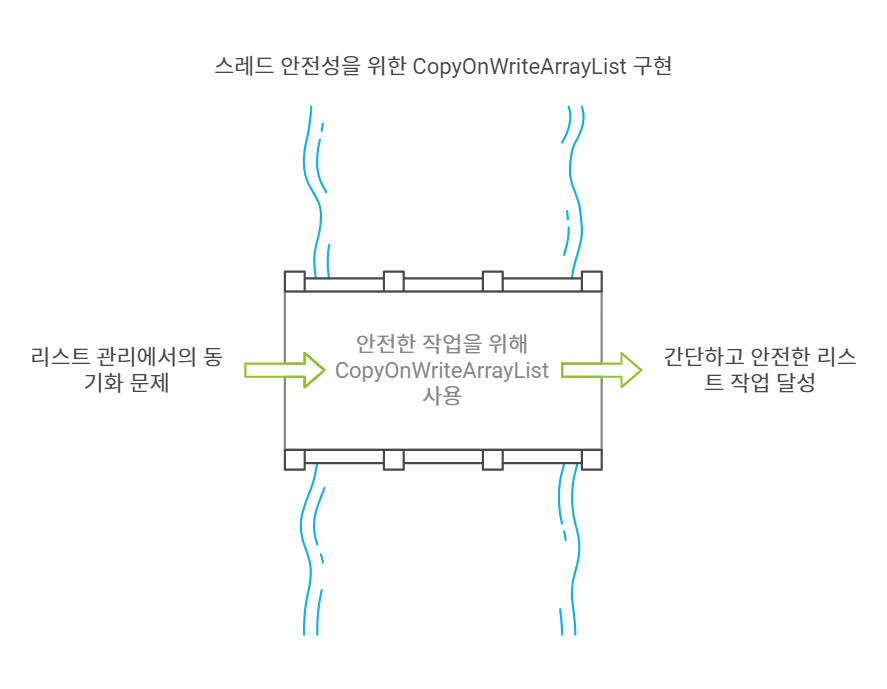 스레드 안전성을 위한 CopyOnWriteArrayList 구현
리스트 관리에서의 동
기화 문제
안전한 작업을 위해
CopyOnWriteArrayList
사용
간단하고 안전한 리스
트 작업 달성